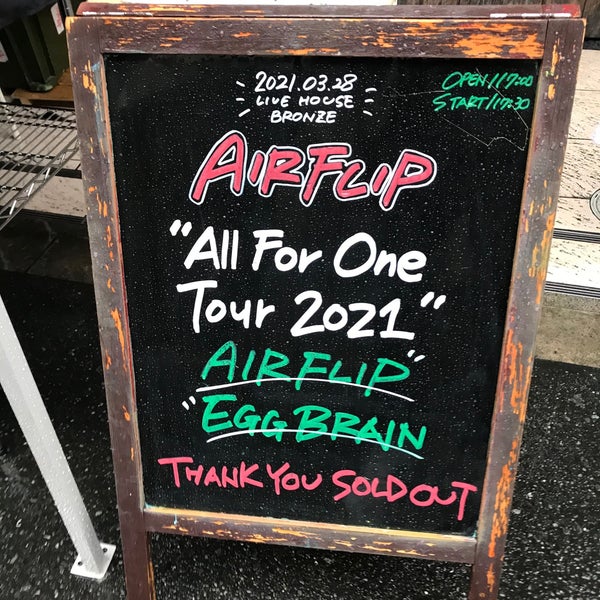 2021.03.28
LIVE HOUSE
BRONZE
OPEN/17:00
START/17:30
AIRFLIP
"All For One
Tour 2021"
AIRFLIP"
"EGG BRAIN
THANK YOU SOLD OUT